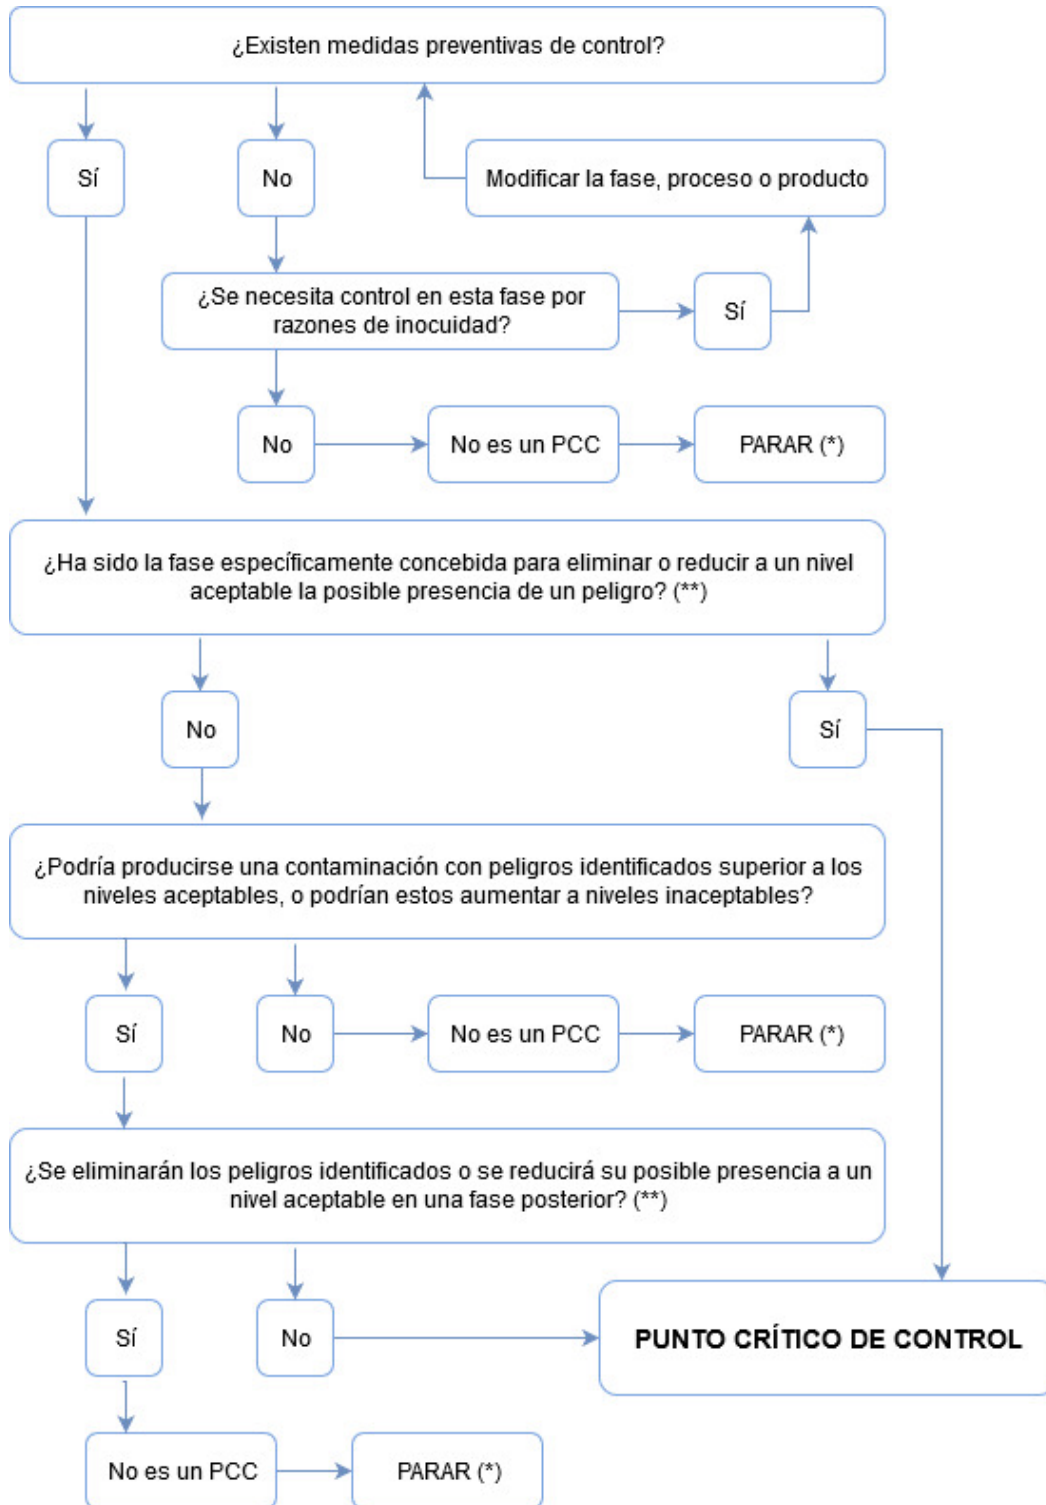 ¿Existen medidas preventivas de control?
Sí
No
Modificar la fase, proceso o producto
¿Se necesita control en esta fase por
razones de inocuidad?
Sí
No
No es un PCC
PARAR (*)
¿Ha sido la fase específicamente concebida para eliminar o reducir a un nivel
aceptable la posible presencia de un peligro? (**)
No
Sí
¿Podría producirse una contaminación con peligros identificados superior a los
niveles aceptables, o podrían estos aumentar a niveles inaceptables?
Sí
No
No es un PCC
PARAR (*)
¿Se eliminarán los peligros identificados o se reducirá su posible presencia a un
nivel aceptable en una fase posterior? (**)
Sí
No
PUNTO CRÍTICO DE CONTROL
No es un PCC
PARAR (*)